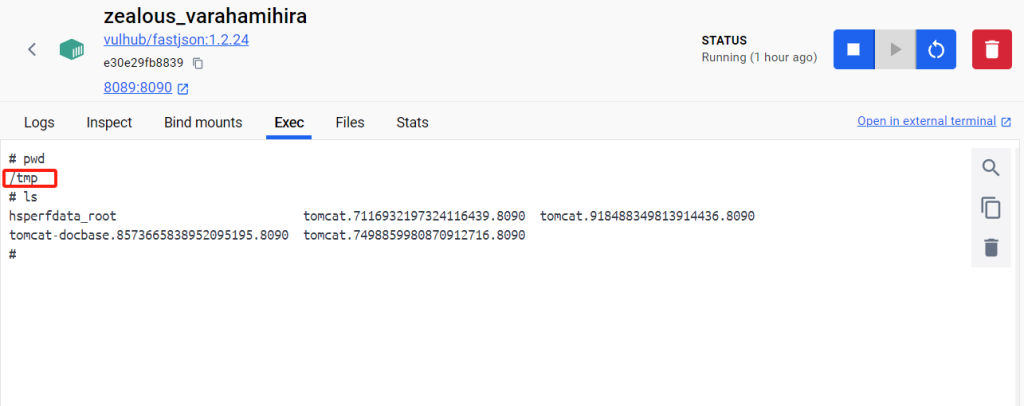 zealous_varahamihira
vulhub/fastjson:1.2.24
e30e29fb8839
8089:8090
STATUS
Running (1 hour ago)
Logs Inspect Bind mounts Exec Files Stats
Open in external terminal
# pwd
/tmp
# ls
hsperfdata_root tomcat.7116932197324116439.8090 tomcat.918488349813914436.8090
tomcat-docbase.8573665838952095195.8090 tomcat.7498859980870912716.8090
#